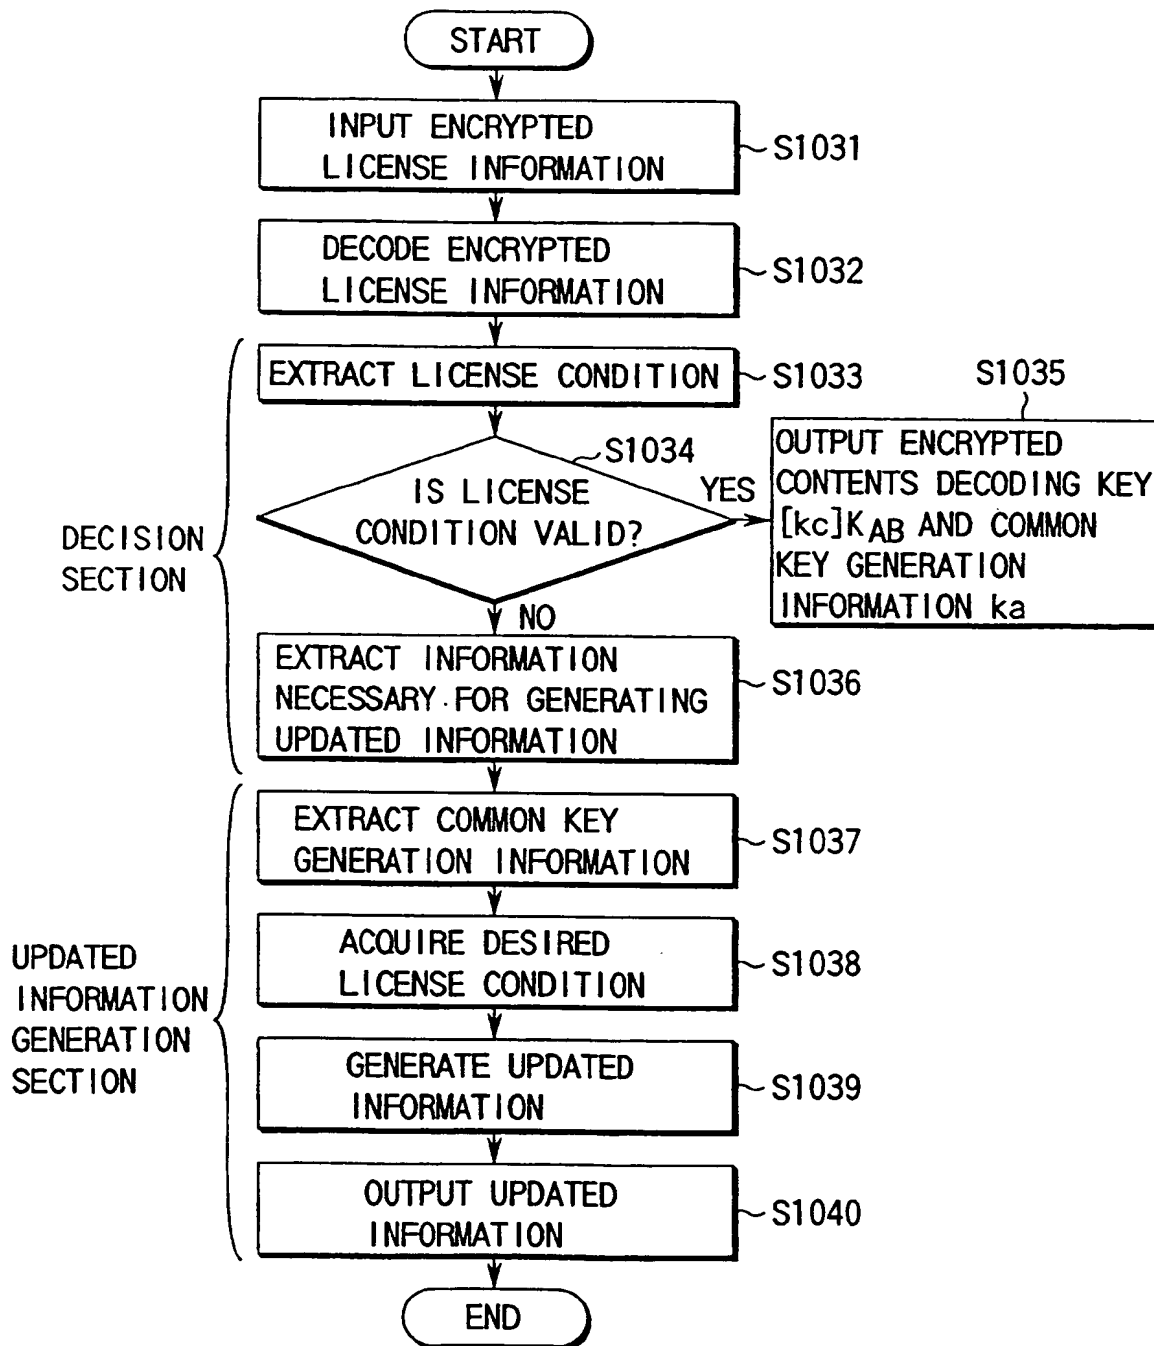 START
INPUT ENCRYPTED
LICENSE INFORMATION
S1031
DECODE ENCRYPTED
LICENSE INFORMATION
S1032
EXTRACT LICENSE CONDITION
S1033
S1034
IS LICENSE
CONDITION VALID?
YES
S1035
OUTPUT ENCRYPTED
CONTENTS DECODING KEY
[kc]KAB AND COMMON
KEY GENERATION
INFORMATION ka
DECISION
SECTION
NO
EXTRACT INFORMATION
NECESSARY FOR GENERATING
UPDATED INFORMATION
S1036
EXTRACT COMMON KEY
GENERATION INFORMATION
S1037
ACQUIRE DESIRED
LICENSE CONDITION
S1038
UPDATED
INFORMATION
GENERATION
SECTION
GENERATE UPDATED
INFORMATION
S1039
OUTPUT UPDATED
INFORMATION
S1040
END